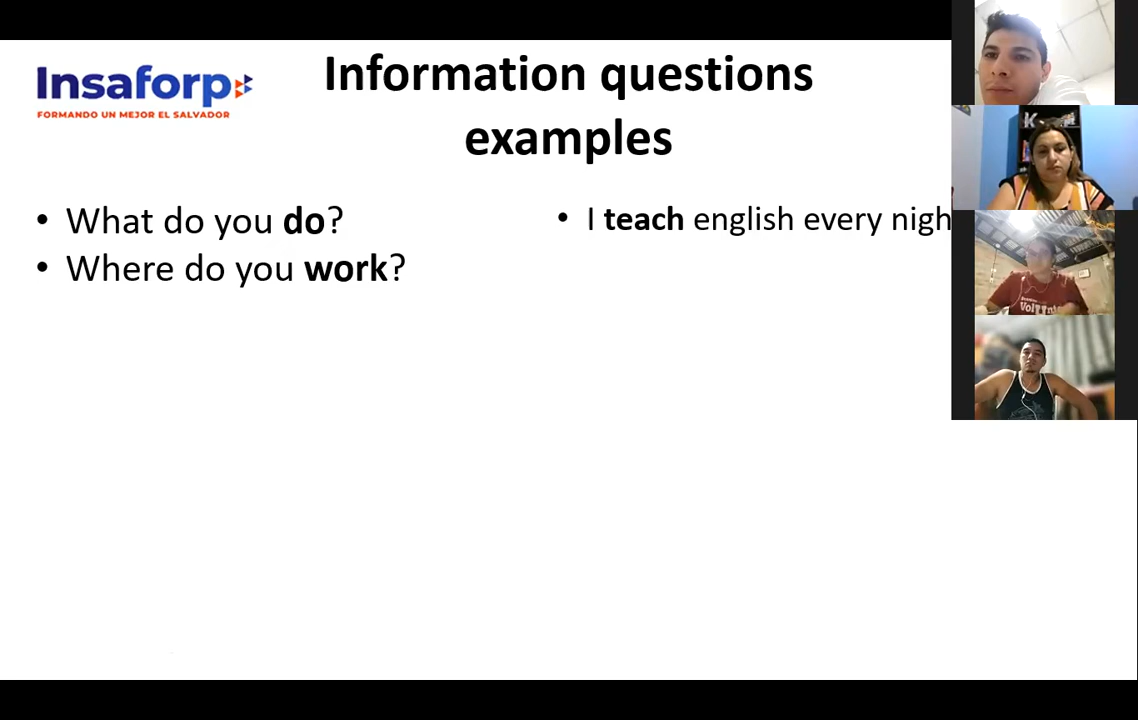 Insaforp
FORMANDO UN MEJOR EL SALVADOR
Information questions
examples
• What do you do?
• Where do you work?
• I teach english every nigh